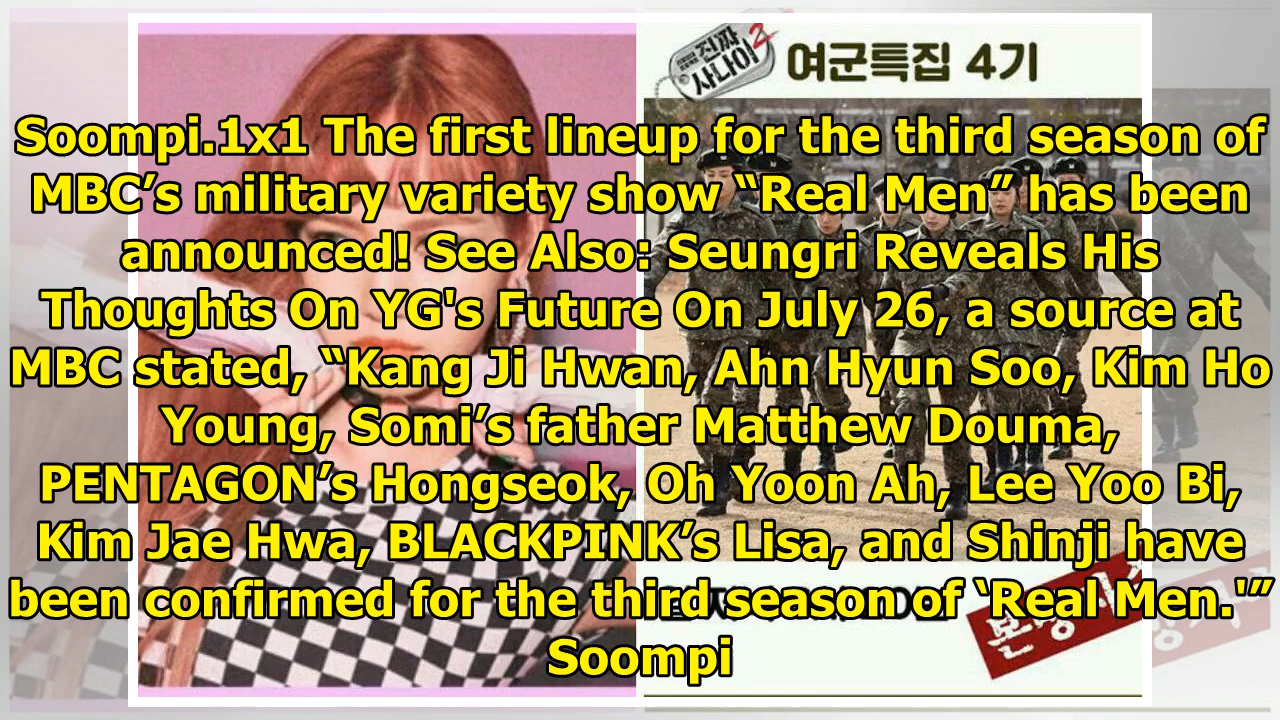 진짜
사나이 2
여군특집 4기
Soompi.1x1 The first lineup for the third season of
MBC’s military variety show “Real Men” has been
announced! See Also: Seungri Reveals His
Thoughts On YG's Future On July 26, a source at
MBC stated, “Kang Ji Hwan, Ahn Hyun Soo, Kim Ho
Young, Somi’s father Matthew Douma,
PENTAGON’s Hongseok, Oh Yoon Ah, Lee Yoo Bi,
Kim Jae Hwa, BLACKPINK’s Lisa, and Shinji have
been confirmed for the third season of ‘Real Men.'”
Soompi
본방